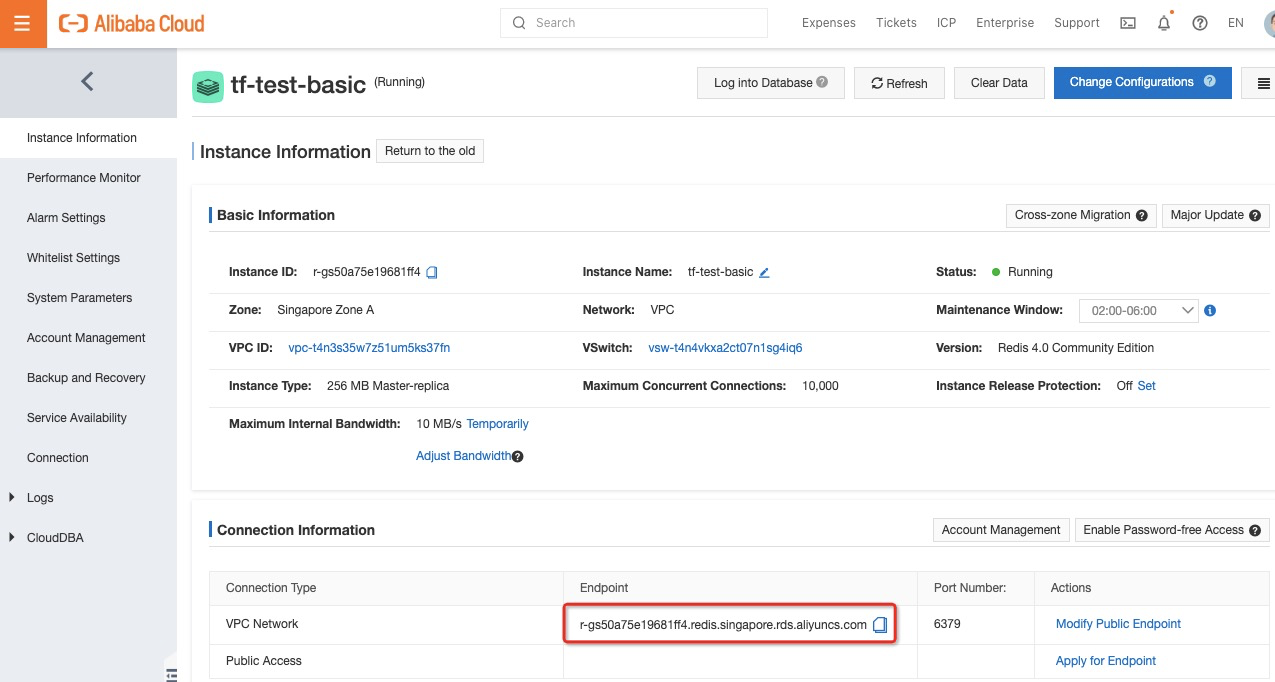 Alibaba Cloud
Search
Expenses Tickets ICP Enterprise Support EN
tf-test-basic (Running)
Log into Database Refresh Clear Data Change Configurations
Instance Information
Performance Monitor
Alarm Settings
Whitelist Settings
System Parameters
Account Management
Backup and Recovery
Service Availability
Connection
Logs
CloudDBA
Instance Information Return to the old
Basic Information Cross-zone Migration Major Update
Instance ID: r-gs50a75e19681ff4 Instance Name: tf-test-basic Status: Running
Zone: Singapore Zone A Network: VPC Maintenance Window: 02:00-06:00
VPC ID: vpc-t4n3s35w7z51um5ks37fn VSwitch: vsw-t4n4vkxa2ct07n1sg4iq6 Version: Redis 4.0 Community Edition
Instance Type: 256 MB Master-replica Maximum Concurrent Connections: 10,000 Instance Release Protection: Off Set
Maximum Internal Bandwidth: 10 MB/s Temporarily
Adjust Bandwidth
Connection Information Account Management Enable Password-free Access
Connection Type Endpoint Port Number: Actions
VPC Network r-gs50a75e19681ff4.redis.singapore.rds.aliyuncs.com 6379 Modify Public Endpoint
Public Access Apply for Endpoint